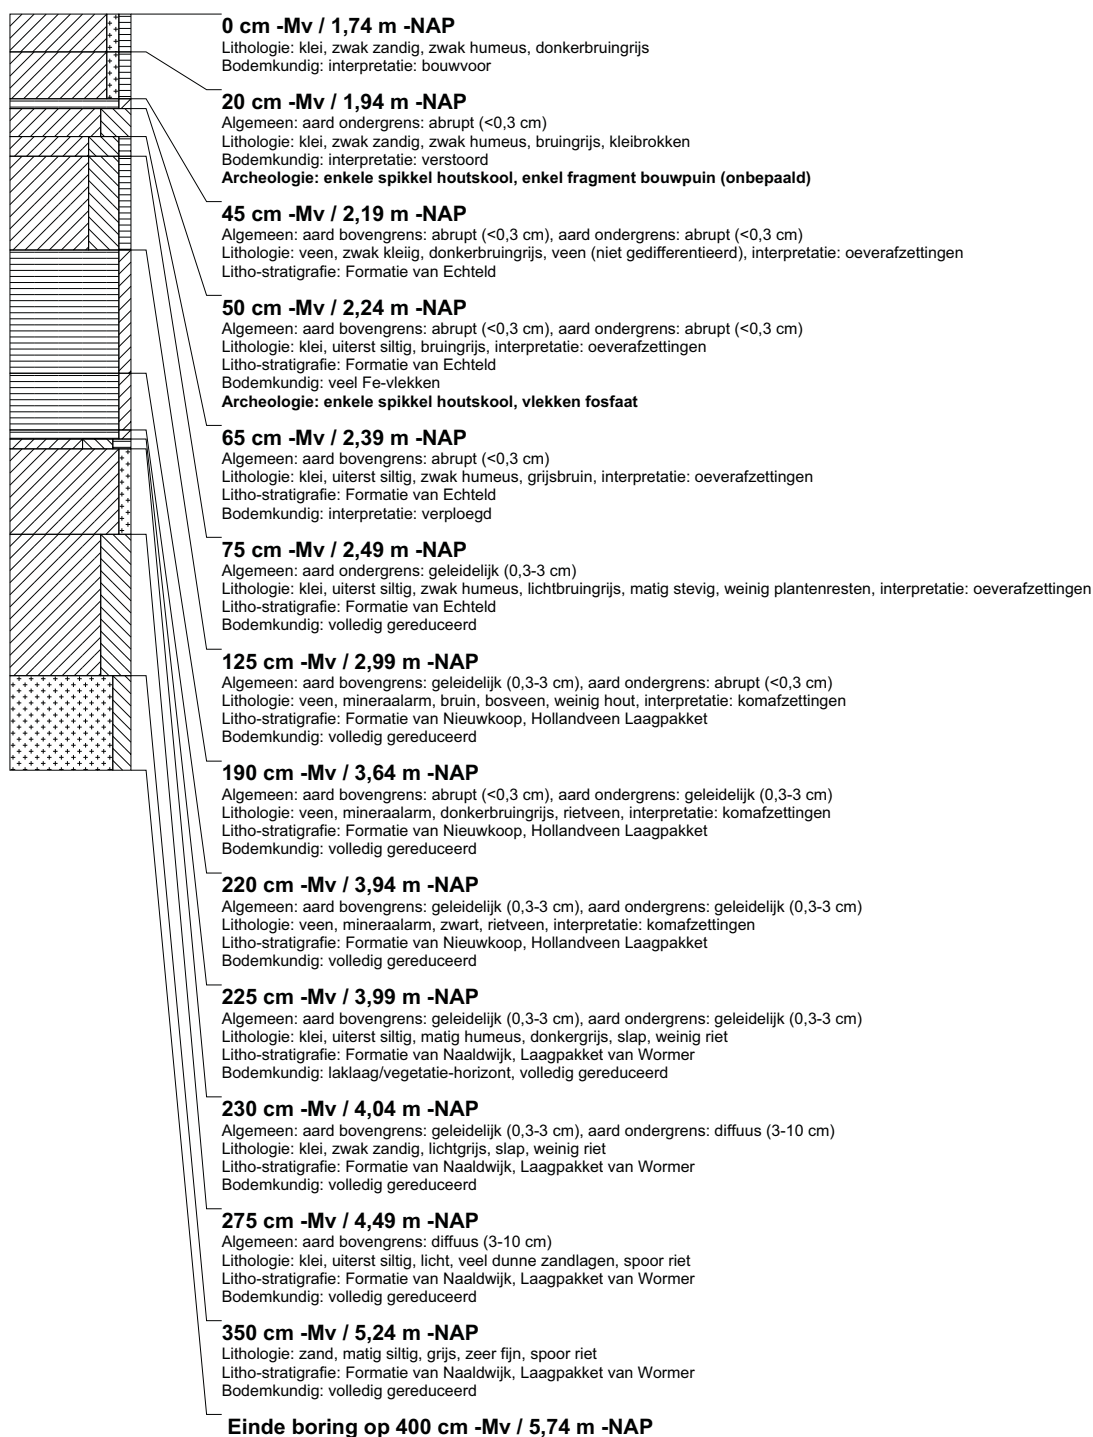 0 cm -Mv / 1,74 m -NAP
Lithologie: klei, zwak zandig, zwak humeus, donkerbruingrijs
Bodemkundig: interpretatie: bouwvoor
20 cm -Mv / 1,94 m -NAP
Algemeen: aard ondergrens: abrupt (<0,3 cm)
Lithologie: klei, zwak zandig, zwak humeus, bruingrijs, kleibrokken
Bodemkundig: interpretatie: verstoord
Archeologie: enkele spikkel houtskool, enkel fragment bouwpuin (onbepaald)
45 cm -Mv / 2,19 m -NAP
Algemeen: aard bovengrens: abrupt (<0,3 cm), aard ondergrens: abrupt (<0,3 cm)
Lithologie: veen, zwak kleiig, donkerbruingrijs, veen (niet gedifferentieerd), interpretatie: oeverafzettingen
Litho-stratigrafie: Formatie van Echteld
50 cm -Mv / 2,24 m -NAP
Algemeen: aard bovengrens: abrupt (<0,3 cm), aard ondergrens: abrupt (<0,3 cm)
Lithologie: klei, uiterst siltig, bruingrijs, interpretatie: oeverafzettingen
Litho-stratigrafie: Formatie van Echteld
Bodemkundig: veel Fe-vlekken
Archeologie: enkele spikkel houtskool, vlekken fosfaat
65 cm -Mv / 2,39 m -NAP
Algemeen: aard bovengrens: abrupt (<0,3 cm)
Lithologie: klei, uiterst siltig, zwak humeus, grijsbruin, interpretatie: oeverafzettingen
Litho-stratigrafie: Formatie van Echteld
Bodemkundig: interpretatie: verploegd
75 cm -Mv / 2,49 m -NAP
Algemeen: aard ondergrens: geleidelijk (0,3-3 cm)
Lithologie: klei, uiterst siltig, zwak humeus, lichtbruingrijs, matig stevig, weinig plantenresten, interpretatie: oeverafzettingen
Litho-stratigrafie: Formatie van Echteld
Bodemkundig: volledig gereduceerd
125 cm -Mv / 2,99 m -NAP
Algemeen: aard bovengrens: geleidelijk (0,3-3 cm), aard ondergrens: abrupt (<0,3 cm)
Lithologie: veen, mineraalarm, bruin, bosveen, weinig hout, interpretatie: komafzettingen
Litho-stratigrafie: Formatie van Nieuwkoop, Hollandveen Laagpakket
Bodemkundig: volledig gereduceerd
190 cm -Mv / 3,64 m -NAP
Algemeen: aard bovengrens: abrupt (<0,3 cm), aard ondergrens: geleidelijk (0,3-3 cm)
Lithologie: veen, mineraalarm, donkerbruingrijs, rietveen, interpretatie: komafzettingen
Litho-stratigrafie: Formatie van Nieuwkoop, Hollandveen Laagpakket
Bodemkundig: volledig gereduceerd
220 cm -Mv / 3,94 m -NAP
Algemeen: aard bovengrens: geleidelijk (0,3-3 cm), aard ondergrens: geleidelijk (0,3-3 cm)
Lithologie: veen, mineraalarm, zwart, rietveen, interpretatie: komafzettingen
Litho-stratigrafie: Formatie van Nieuwkoop, Hollandveen Laagpakket
Bodemkundig: volledig gereduceerd
225 cm -Mv / 3,99 m -NAP
Algemeen: aard bovengrens: geleidelijk (0,3-3 cm), aard ondergrens: geleidelijk (0,3-3 cm)
Lithologie: klei, uiterst siltig, matig humeus, donkergrijs, slap, weinig riet
Litho-stratigrafie: Formatie van Naaldwijk, Laagpakket van Wormer
Bodemkundig: laklaag/vegetatie-horizont, volledig gereduceerd
230 cm -Mv / 4,04 m -NAP
Algemeen: aard bovengrens: geleidelijk (0,3-3 cm), aard ondergrens: diffuus (3-10 cm)
Lithologie: klei, zwak zandig, lichtgrijs, slap, weinig riet
Litho-stratigrafie: Formatie van Naaldwijk, Laagpakket van Wormer
Bodemkundig: volledig gereduceerd
275 cm -Mv / 4,49 m -NAP
Algemeen: aard bovengrens: diffuus (3-10 cm)
Lithologie: klei, uiterst siltig, licht, veel dunne zandlagen, spoor riet
Litho-stratigrafie: Formatie van Naaldwijk, Laagpakket van Wormer
Bodemkundig: volledig gereduceerd
350 cm -Mv / 5,24 m -NAP
Lithologie: zand, matig siltig, grijs, zeer fijn, spoor riet
Litho-stratigrafie: Formatie van Naaldwijk, Laagpakket van Wormer
Bodemkundig: volledig gereduceerd
Einde boring op 400 cm -Mv / 5,74 m -NAP